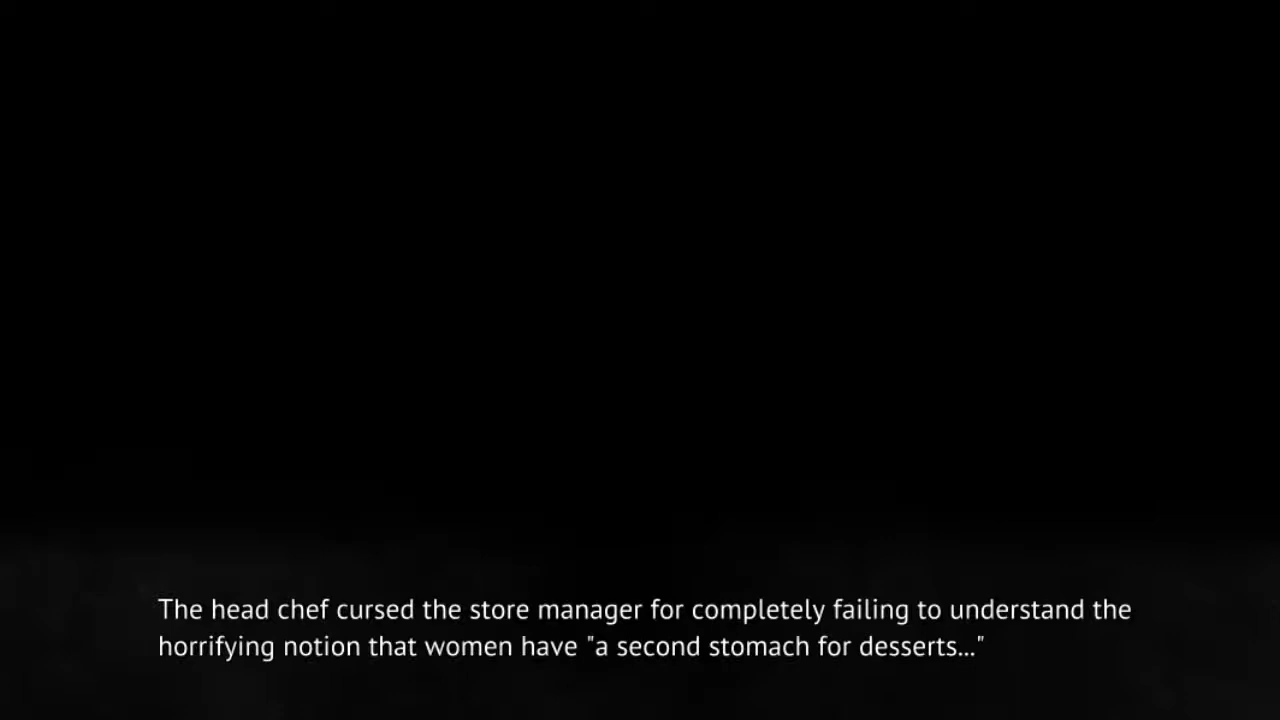 The head chef cursed the store manager for completely failing to understand the
horrifying notion that women have "a second stomach for desserts..."